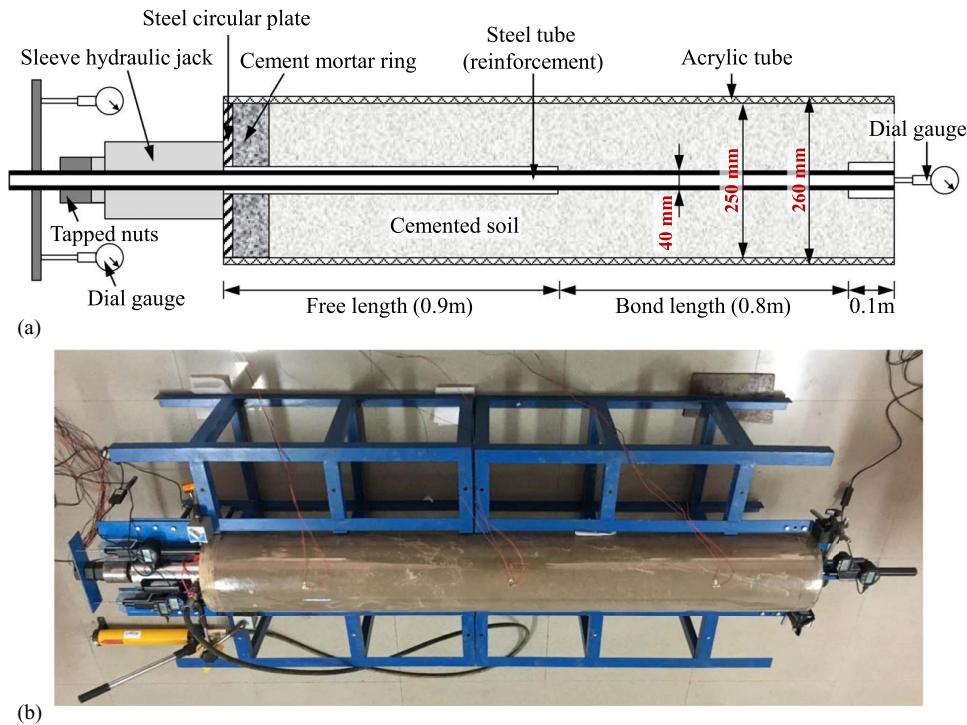 Steel circular plate
Sleeve hydraulic jack
Cement mortar ring
Steel tube
(reinforcement)
Acrylic tube
Dial gauge
40 mm
250 mm
260 mm
Tapped nuts
Cemented soil
Dial gauge
Free length (0.9m)
Bond length (0.8m)
0.1m
(a)
(b)